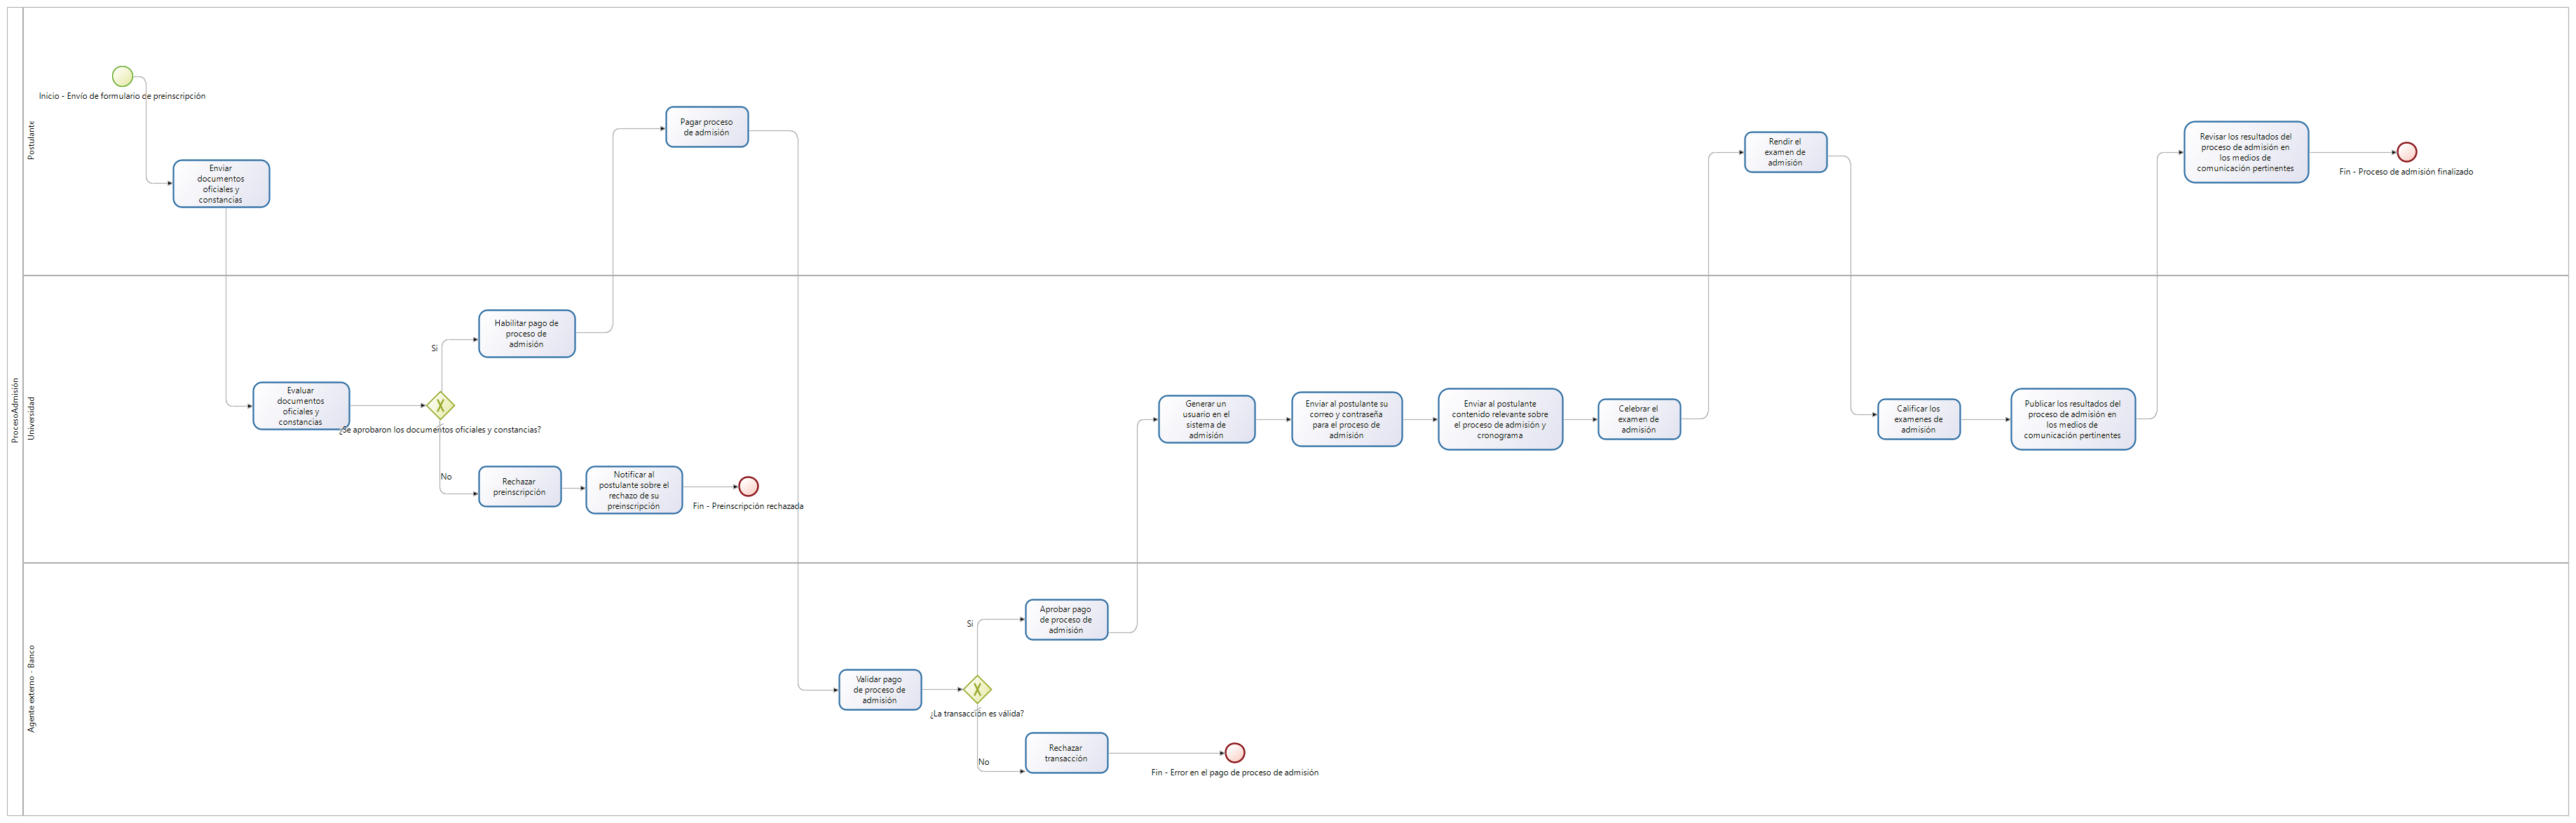 ProcesoAdmisión
Postulante
Inicio - Envío de formulario de preinscripción
Enviar
documentos
oficiales y
constancias
Pagar proceso
de admisión
Rendir el
examen de
admisión
Revisar los resultados del
proceso de admisión en
los medios de
comunicación pertinentes
Fin - Proceso de admisión finalizado
Universidad
Evaluar
documentos
oficiales y
constancias
¿Se aprobaron los documentos oficiales y constancias?
Si
Habilitar pago de
proceso de
admisión
No
Rechazar
preinscripción
Notificar al
postulante sobre el
rechazo de su
preinscripción
Fin - Preinscripción rechazada
Generar un
usuario en el
sistema de
admisión
Enviar al postulante su
correo y contraseña
para el proceso de
admisión
Enviar al postulante
contenido relevante sobre
el proceso de admisión y
cronograma
Celebrar el
examen de
admisión
Calificar los
examenes de
admisión
Publicar los resultados del
proceso de admisión en
los medios de
comunicación pertinentes
Agente externo - Banco
Validar pago
de proceso de
admisión
¿La transacción es válida?
Si
Aprobar pago
de proceso de
admisión
No
Rechazar
transacción
Fin - Error en el pago de proceso de admisión